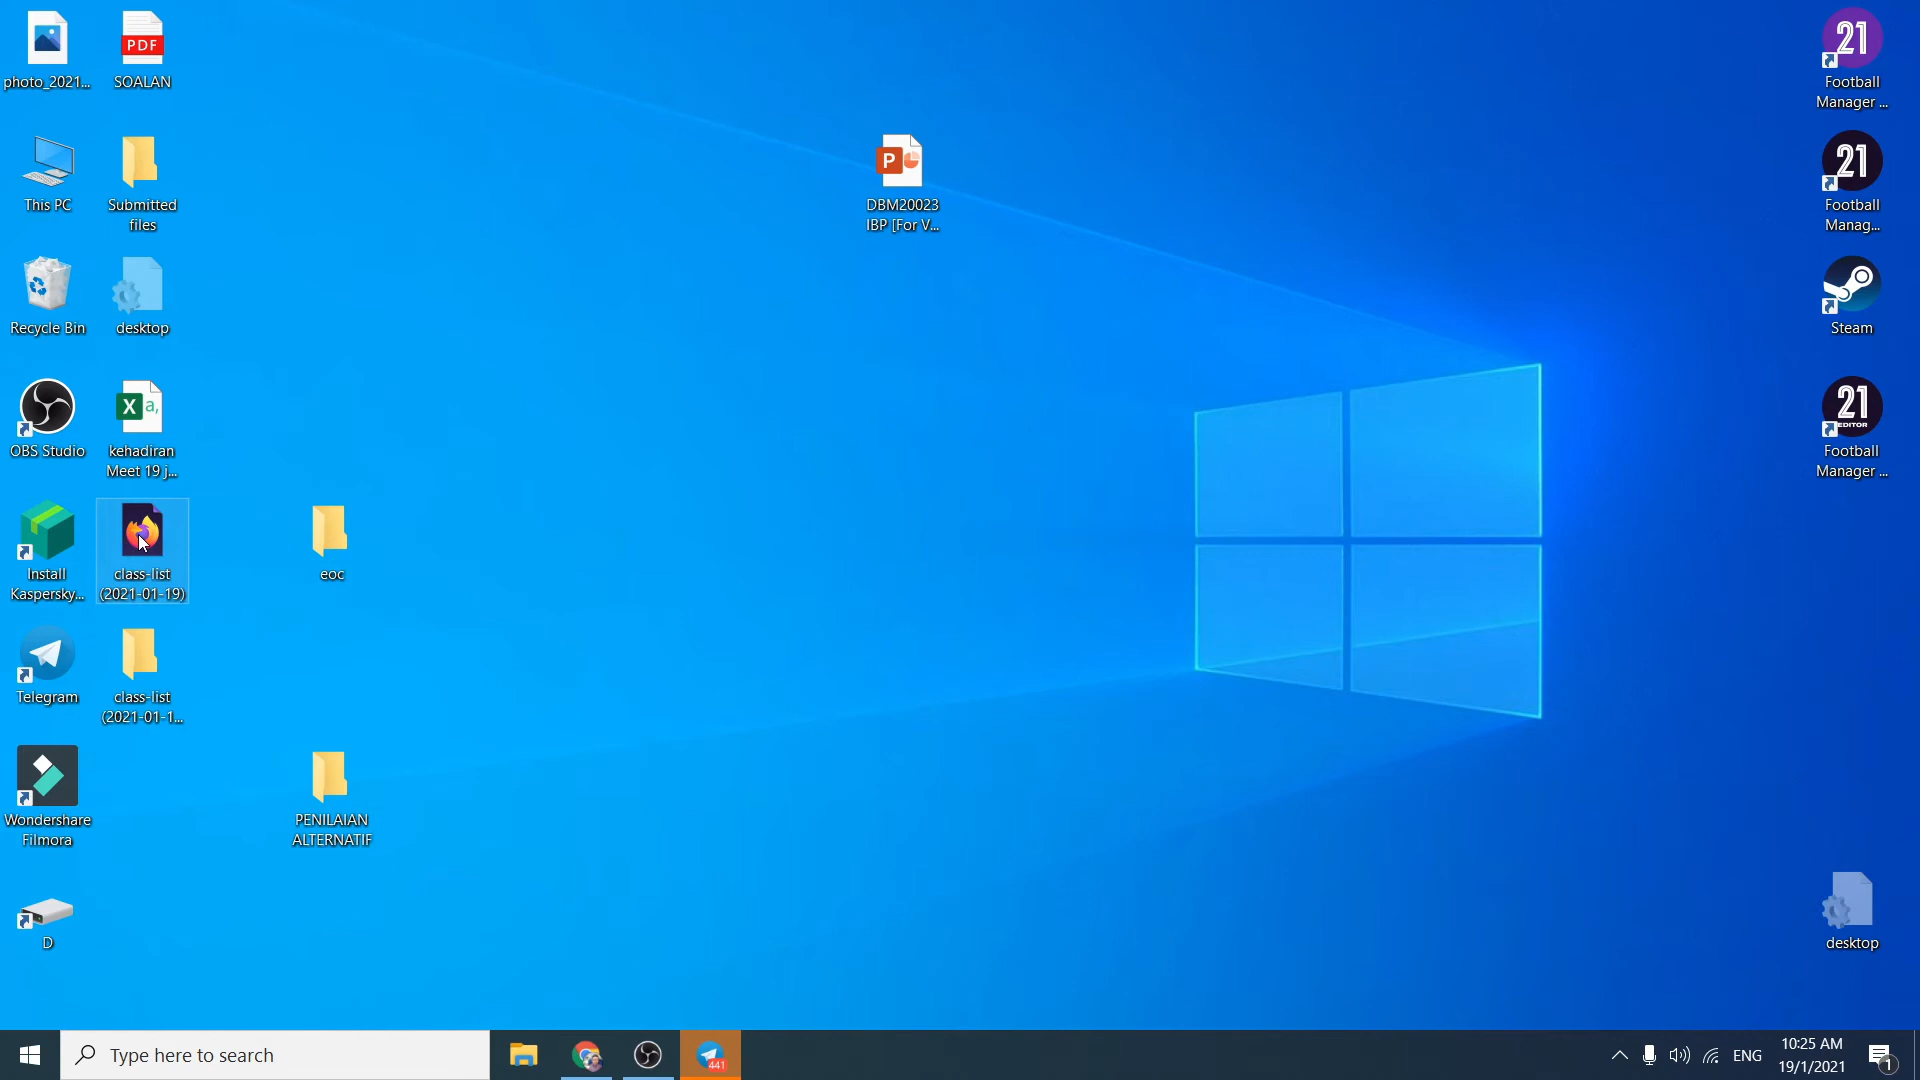 photo_2021...
PDF
SOALAN
This PC
Submitted
files
Recycle Bin
desktop
OBS Studio
X a,
kehadiran
Meet 19 j...
Install
Kaspersky...
class-list
(2021-01-19)
eoc
Telegram
class-list
(2021-01-1...
Wondershare
Filmora
PENILAIAN
ALTERNATIF
D
P
DBM20023
IBP [For V...
21
Football
Manager ...
21
Football
Manag...
Steam
21
EDITOR
Football
Manager ...
desktop
Type here to search
441
ENG
10:25 AM
19/1/2021
1